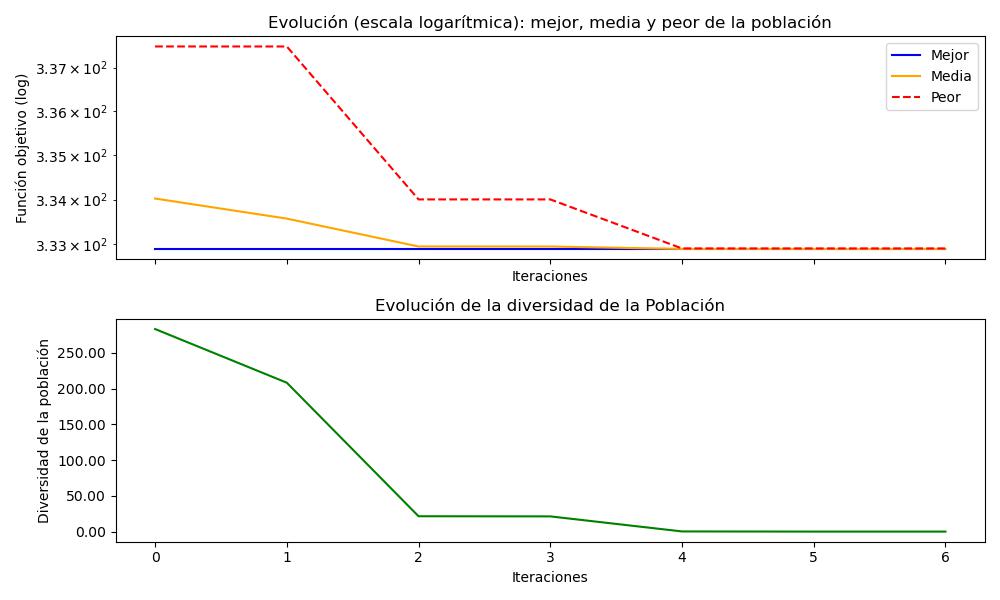 Evolución (escala logarítmica): mejor, media y peor de la población
Función objetivo (log)
3.37 × 10²
3.36 × 10²
3.35 × 10²
3.34 × 10²
3.33 × 10²
Mejor
Media
Peor
Iteraciones
Evolución de la diversidad de la Población
Diversidad de la población
250.00
200.00
150.00
100.00
50.00
0.00
0 1 2 3 4 5 6
Iteraciones